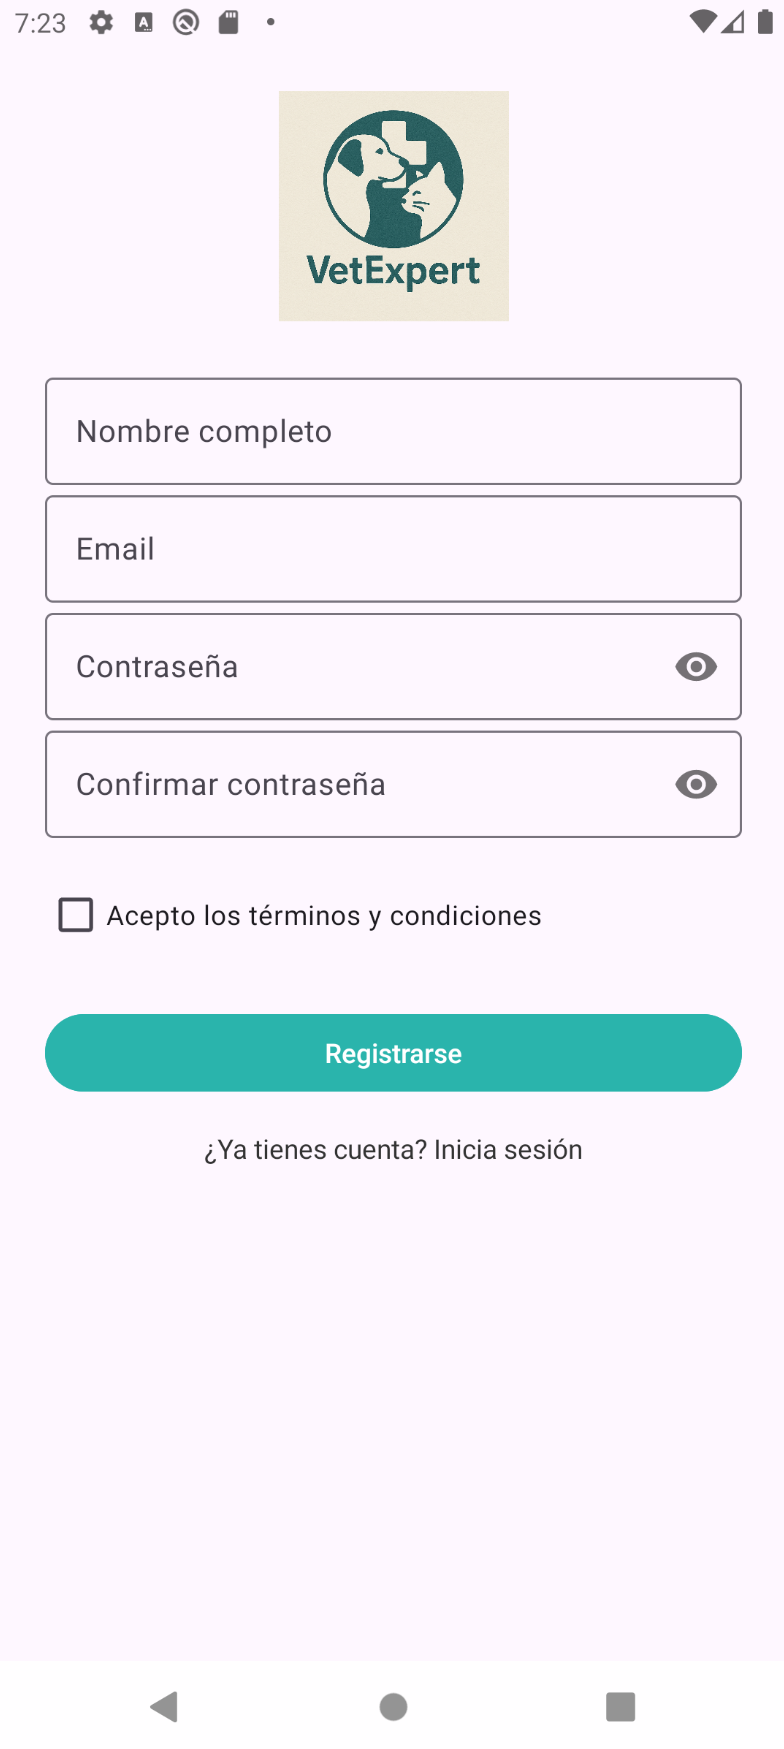 7:23
VetExpert
Nombre completo
Email
Contraseña
Confirmar contraseña
Acepto los términos y condiciones
Registrarse
¿Ya tienes cuenta? Inicia sesión